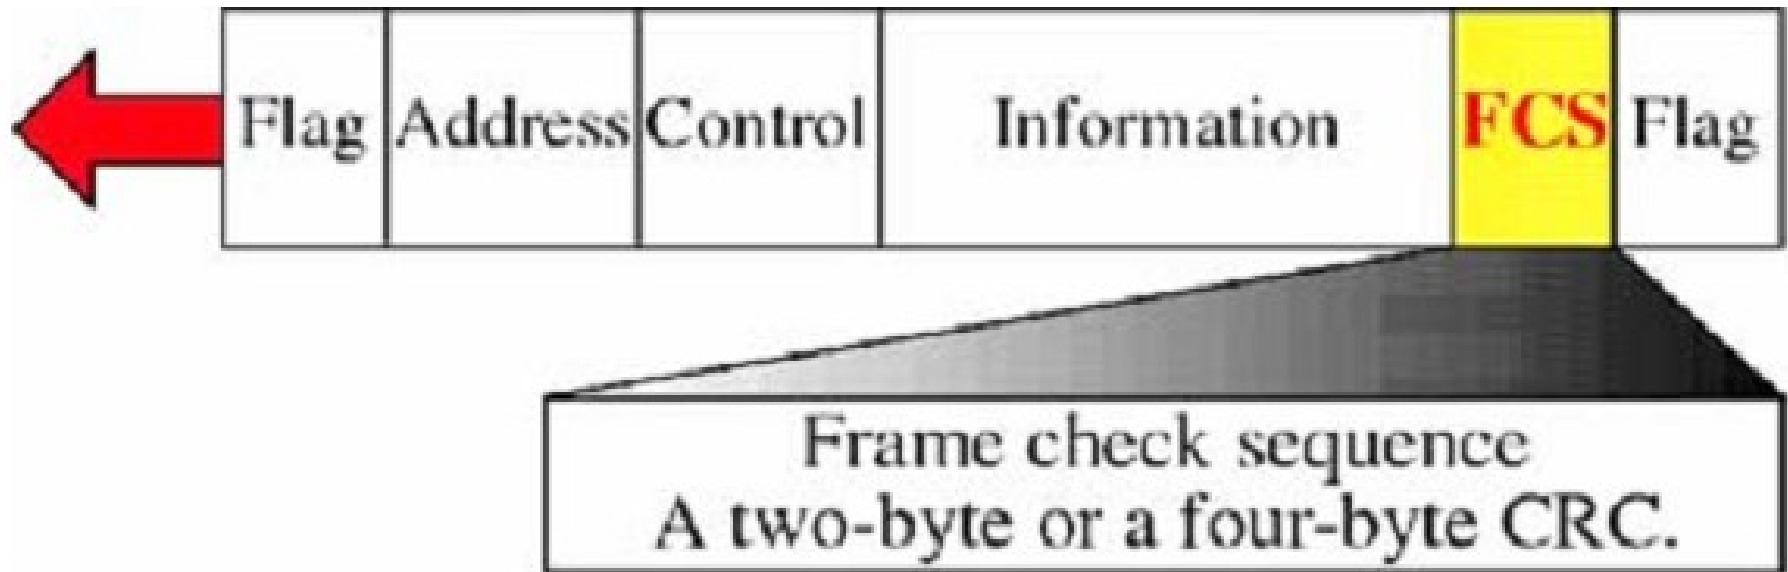 Flag Address Control Information FCS Flag
Frame check sequence
A two-byte or a four-byte CRC.